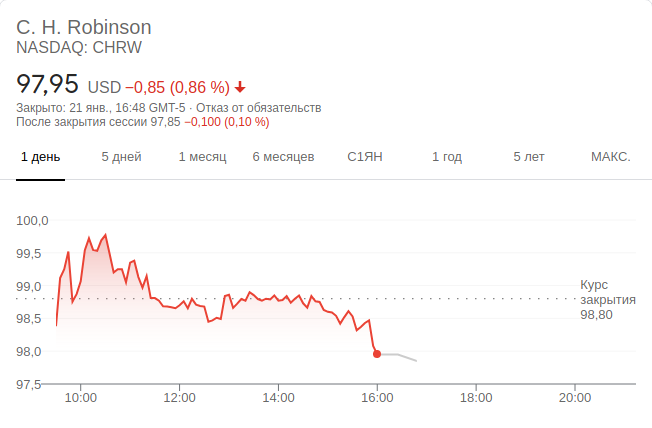 C. H. Robinson
NASDAQ: CHRW
97,95 USD −0,85 (0,86 %)
Закрыто: 21 янв., 16:48 GMT-5 · Отказ от обязательств
После закрытия сессии 97,85 −0,100 (0,10 %)
1 день 5 дней 1 месяц 6 месяцев С1ЯН 1 год 5 лет МАКС.
100,0
99,5
99,0
98,5
98,0
97,5
Курс
закрытия
98,80
10:00 12:00 14:00 16:00 18:00 20:00